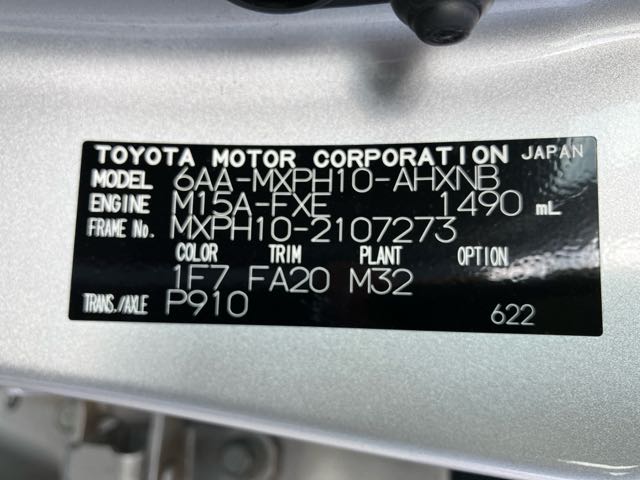 TOYOTA MOTOR CORPORATION JAPAN
MODEL 6AA-MXPH10-AHXNB
ENGINE M15A-FXE 1490 mL
FRAME No. MXPH10-2107273
COLOR TRIM PLANT OPTION
1F7 FA20 M32
TRANS./AXLE P910 622